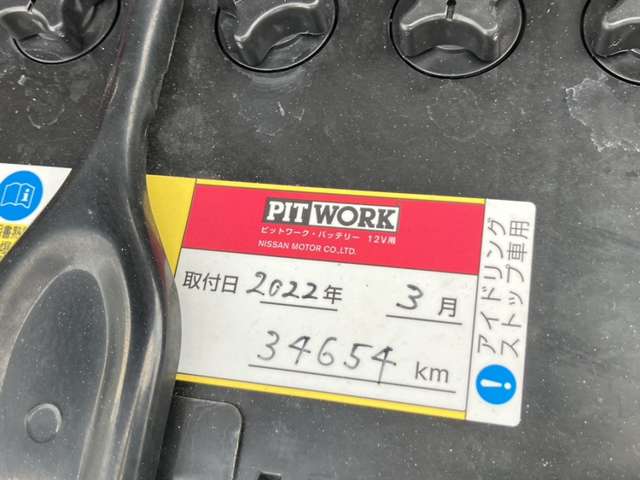 PIT WORK
ピットワーク・バッテリー 12V用
NISSAN MOTOR CO.,LTD.
取付日 2022年 3月
34654 km
アイドリング
ストップ車用